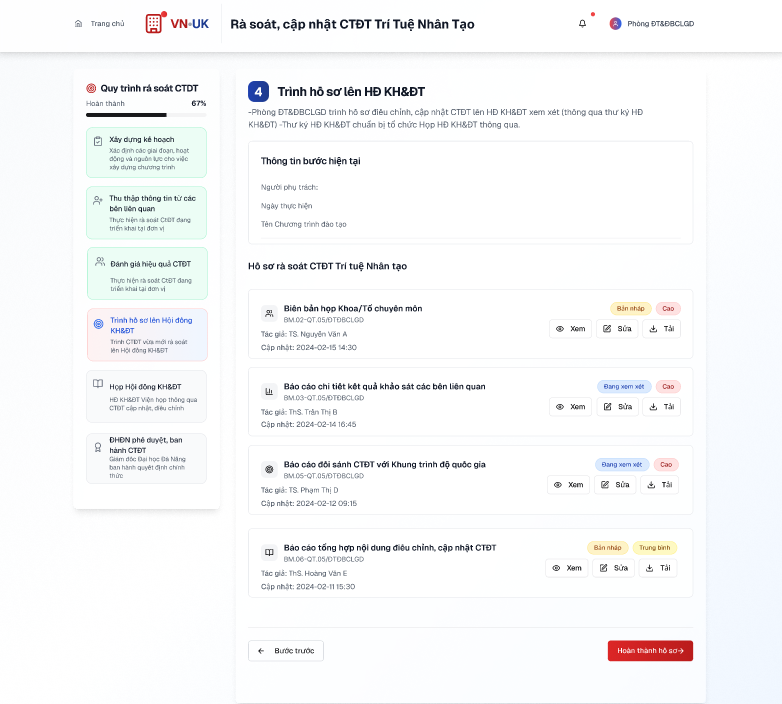 Trang chủ
VN-UK
Rà soát, cập nhật CTĐT Trí Tuệ Nhân Tạo
Phòng ĐT&ĐBCLGD
Quy trình rà soát CTDT
Hoàn thành 67%
Xây dựng kế hoạch
Xác định các giai đoạn, hoạt
động và nguồn lực cho việc
xây dựng chương trình
Thu thập thông tin từ các
bên liên quan
Thực hiện rà soát CtĐT đang
triển khai tại đơn vị
Đánh giá hiệu quả CTĐT
Thực hiện rà soát CtĐT đang
triển khai tại đơn vị
Trình hồ sơ lên Hội đồng
KH&ĐT
Trình CTĐT vừa mới rà soát
lên Hội đồng KH&ĐT
Họp Hội đồng KH&ĐT
HĐ KH&ĐT Viện họp thông qua
CTĐT cập nhật, điều chỉnh
ĐHĐN phê duyệt, ban
hành CTĐT
Giám đốc Đại học Đà Nẵng
ban hành quyết định chính
thức
4 Trình hồ sơ lên HĐ KH&ĐT
-Phòng ĐT&ĐBCLGD trình hồ sơ điều chỉnh, cập nhật CTĐT lên HĐ KH&ĐT xem xét (thông qua thư ký HĐ
KH&ĐT) -Thư ký HĐ KH&ĐT chuẩn bị tổ chức Họp HĐ KH&ĐT thông qua.
Thông tin bước hiện tại
Người phụ trách:
Ngày thực hiện
Tên Chương trình đào tạo
Hồ sơ rà soát CTĐT Trí tuệ Nhân tạo
Biên bản họp Khoa/Tổ chuyên môn
BM.02-QT.05/ĐTĐBCLGD
Tác giả: TS. Nguyễn Văn A
Cập nhật: 2024-02-15 14:30
Bản nháp Cao
Xem Sửa Tải
Báo cáo chi tiết kết quả khảo sát các bên liên quan
BM.03-QT.05/ĐTĐBCLGD
Tác giả: ThS. Trần Thị B
Cập nhật: 2024-02-14 16:45
Đang xem xét Cao
Xem Sửa Tải
Báo cáo đối sánh CTĐT với Khung trình độ quốc gia
BM.05-QT.05/ĐTĐBCLGD
Tác giả: TS. Phạm Thị D
Cập nhật: 2024-02-12 09:15
Đang xem xét Cao
Xem Sửa Tải
Báo cáo tổng hợp nội dung điều chỉnh, cập nhật CTĐT
BM.06-QT.05/ĐTĐBCLGD
Tác giả: ThS. Hoàng Văn E
Cập nhật: 2024-02-11 15:30
Bản nháp Trung bình
Xem Sửa Tải
Bước trước
Hoàn thành hồ sơ